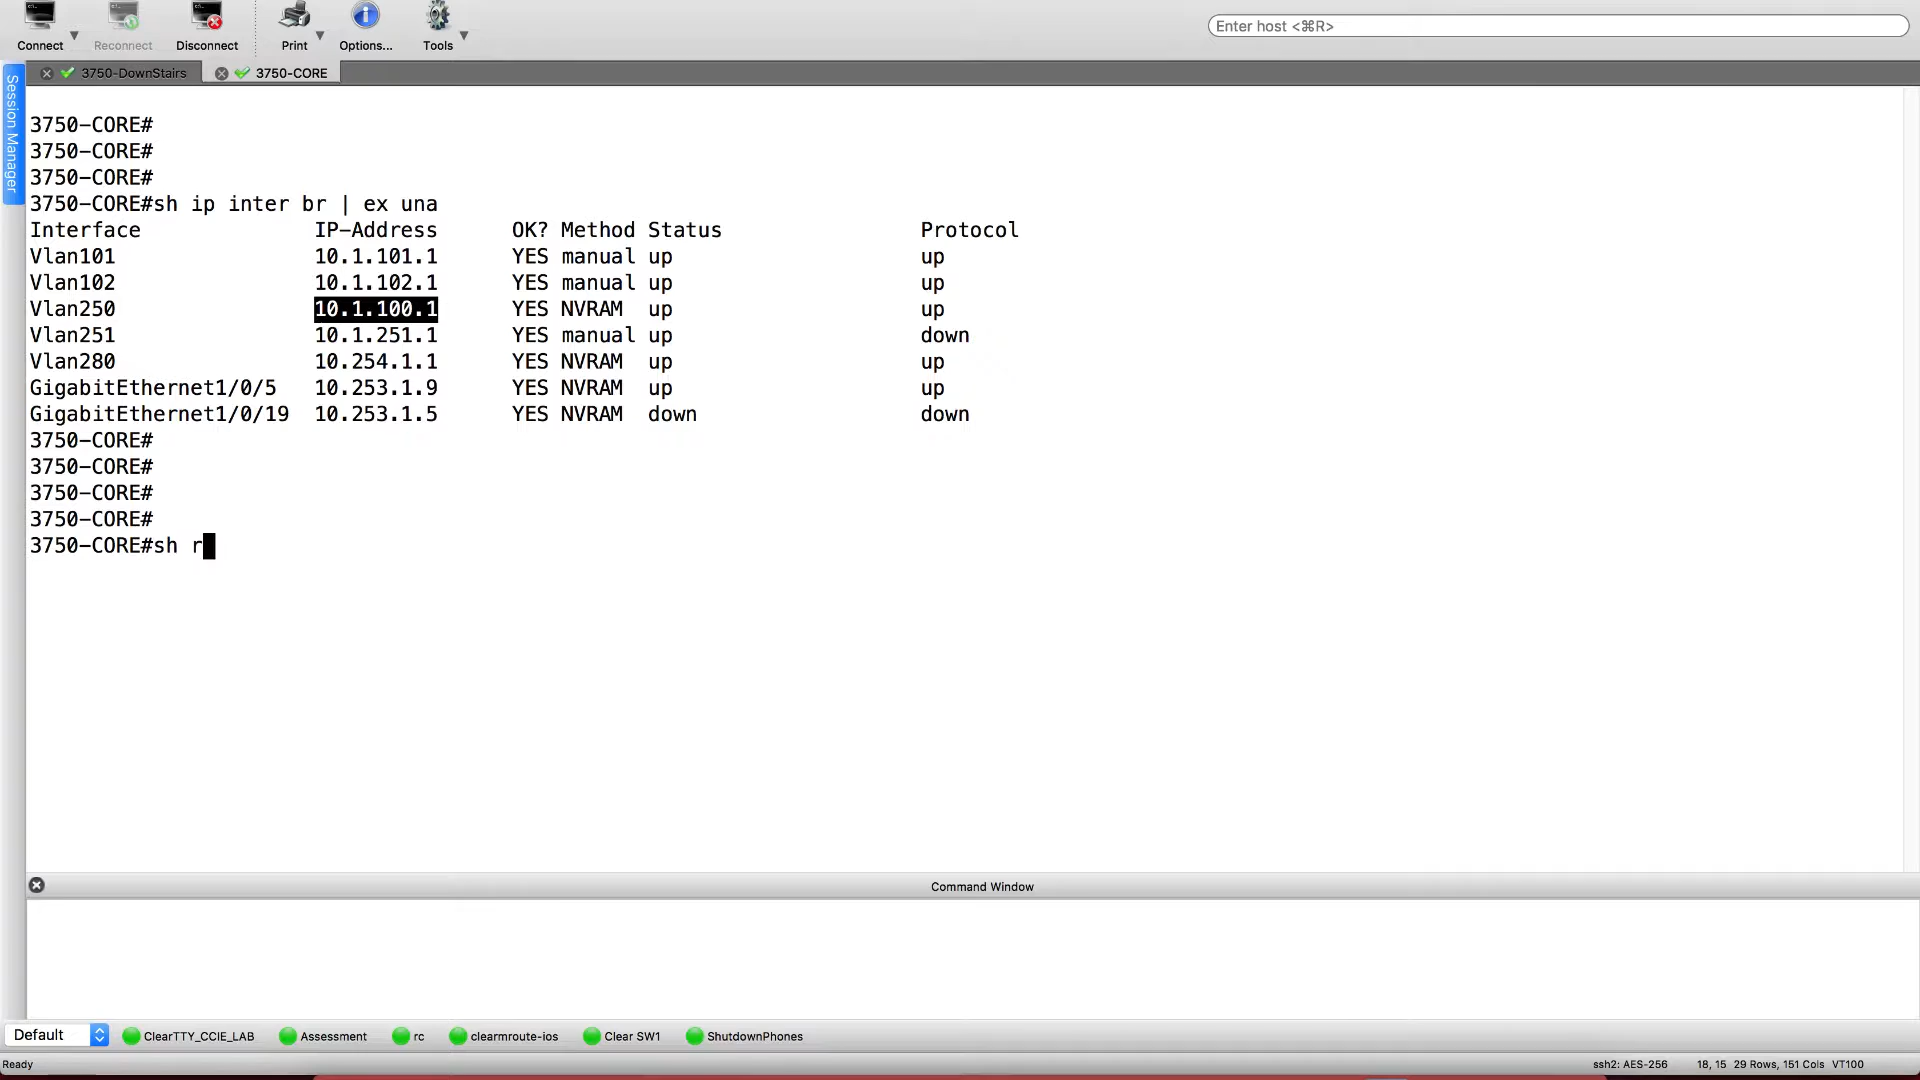 Connect Reconnect Disconnect Print Options... Tools Enter host <⌘R>
Session Manager
3750-DownStairs 3750-CORE
3750-CORE#
3750-CORE#
3750-CORE#
3750-CORE#sh ip inter br | ex una
Interface IP-Address OK? Method Status Protocol
Vlan101 10.1.101.1 YES manual up up
Vlan102 10.1.102.1 YES manual up up
Vlan250 10.1.100.1 YES NVRAM up up
Vlan251 10.1.251.1 YES manual up down
Vlan280 10.254.1.1 YES NVRAM up up
GigabitEthernet1/0/5 10.253.1.9 YES NVRAM up up
GigabitEthernet1/0/19 10.253.1.5 YES NVRAM down down
3750-CORE#
3750-CORE#
3750-CORE#
3750-CORE#
3750-CORE#sh r
Command Window
Default ClearTTY_CCIE_LAB Assessment rc clearmroute-ios Clear SW1 ShutdownPhones
Ready ssh2: AES-256 18, 15 29 Rows, 151 Cols VT100